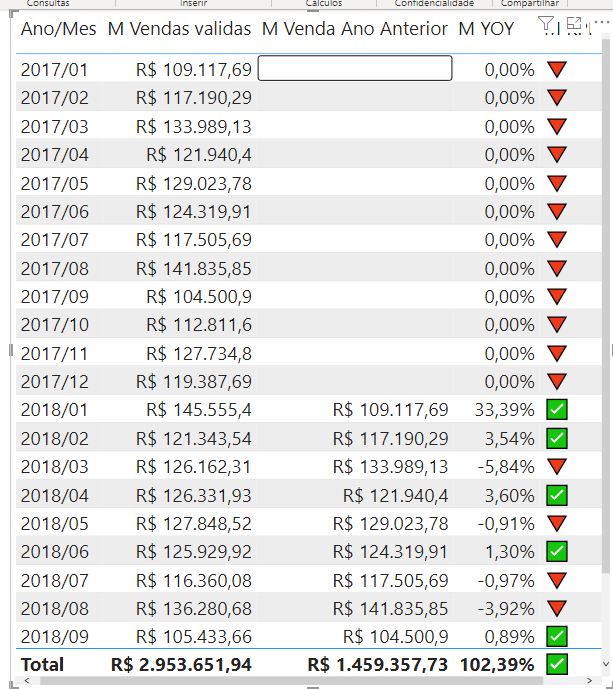 Consultas Inserir Cálculos Confidencialidade Compartilhar
Ano/Mes M Vendas validas M Venda Ano Anterior M YOY
2017/01 R$ 109.117,69 0,00%
2017/02 R$ 117.190,29 0,00%
2017/03 R$ 133.989,13 0,00%
2017/04 R$ 121.940,4 0,00%
2017/05 R$ 129.023,78 0,00%
2017/06 R$ 124.319,91 0,00%
2017/07 R$ 117.505,69 0,00%
2017/08 R$ 141.835,85 0,00%
2017/09 R$ 104.500,9 0,00%
2017/10 R$ 112.811,6 0,00%
2017/11 R$ 127.734,8 0,00%
2017/12 R$ 119.387,69 0,00%
2018/01 R$ 145.555,4 R$ 109.117,69 33,39%
2018/02 R$ 121.343,54 R$ 117.190,29 3,54%
2018/03 R$ 126.162,31 R$ 133.989,13 -5,84%
2018/04 R$ 126.331,93 R$ 121.940,4 3,60%
2018/05 R$ 127.848,52 R$ 129.023,78 -0,91%
2018/06 R$ 125.929,92 R$ 124.319,91 1,30%
2018/07 R$ 116.360,08 R$ 117.505,69 -0,97%
2018/08 R$ 136.280,68 R$ 141.835,85 -3,92%
2018/09 R$ 105.433,66 R$ 104.500,9 0,89%
Total R$ 2.953.651,94 R$ 1.459.357,73 102,39%